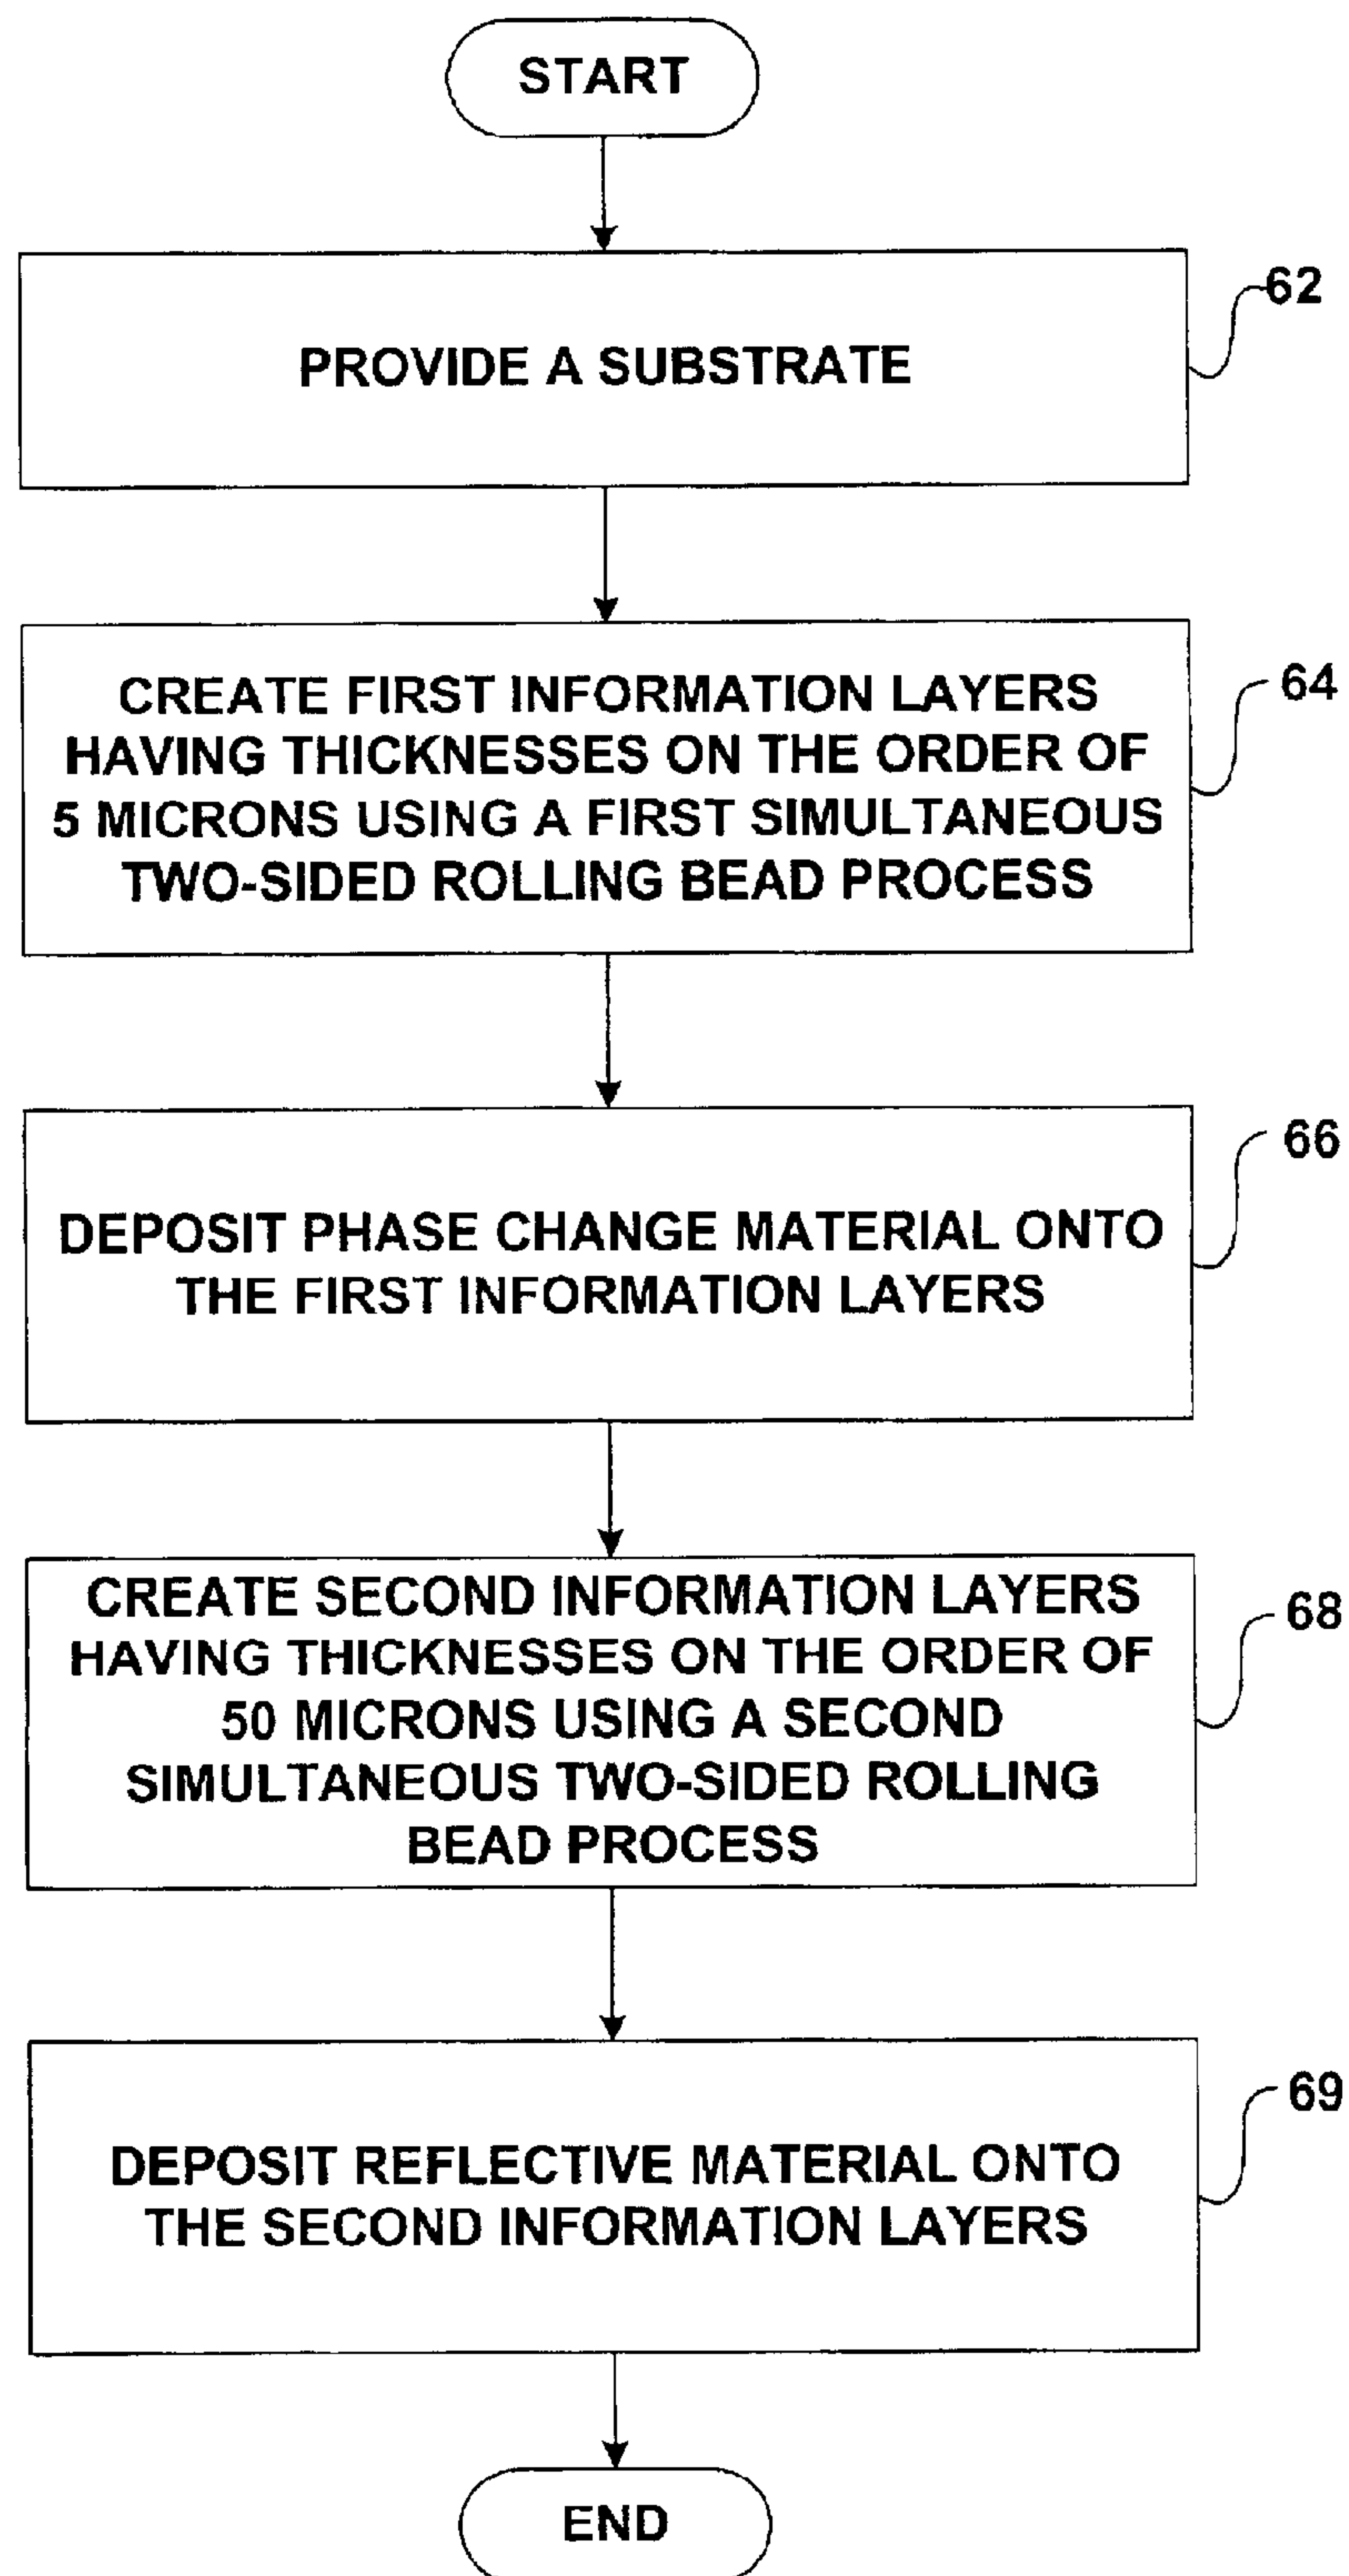 START
62
PROVIDE A SUBSTRATE
64
CREATE FIRST INFORMATION LAYERS
HAVING THICKNESSES ON THE ORDER OF
5 MICRONS USING A FIRST SIMULTANEOUS
TWO-SIDED ROLLING BEAD PROCESS
66
DEPOSIT PHASE CHANGE MATERIAL ONTO
THE FIRST INFORMATION LAYERS
68
CREATE SECOND INFORMATION LAYERS
HAVING THICKNESSES ON THE ORDER OF
50 MICRONS USING A SECOND
SIMULTANEOUS TWO-SIDED ROLLING
BEAD PROCESS
69
DEPOSIT REFLECTIVE MATERIAL ONTO
THE SECOND INFORMATION LAYERS
END